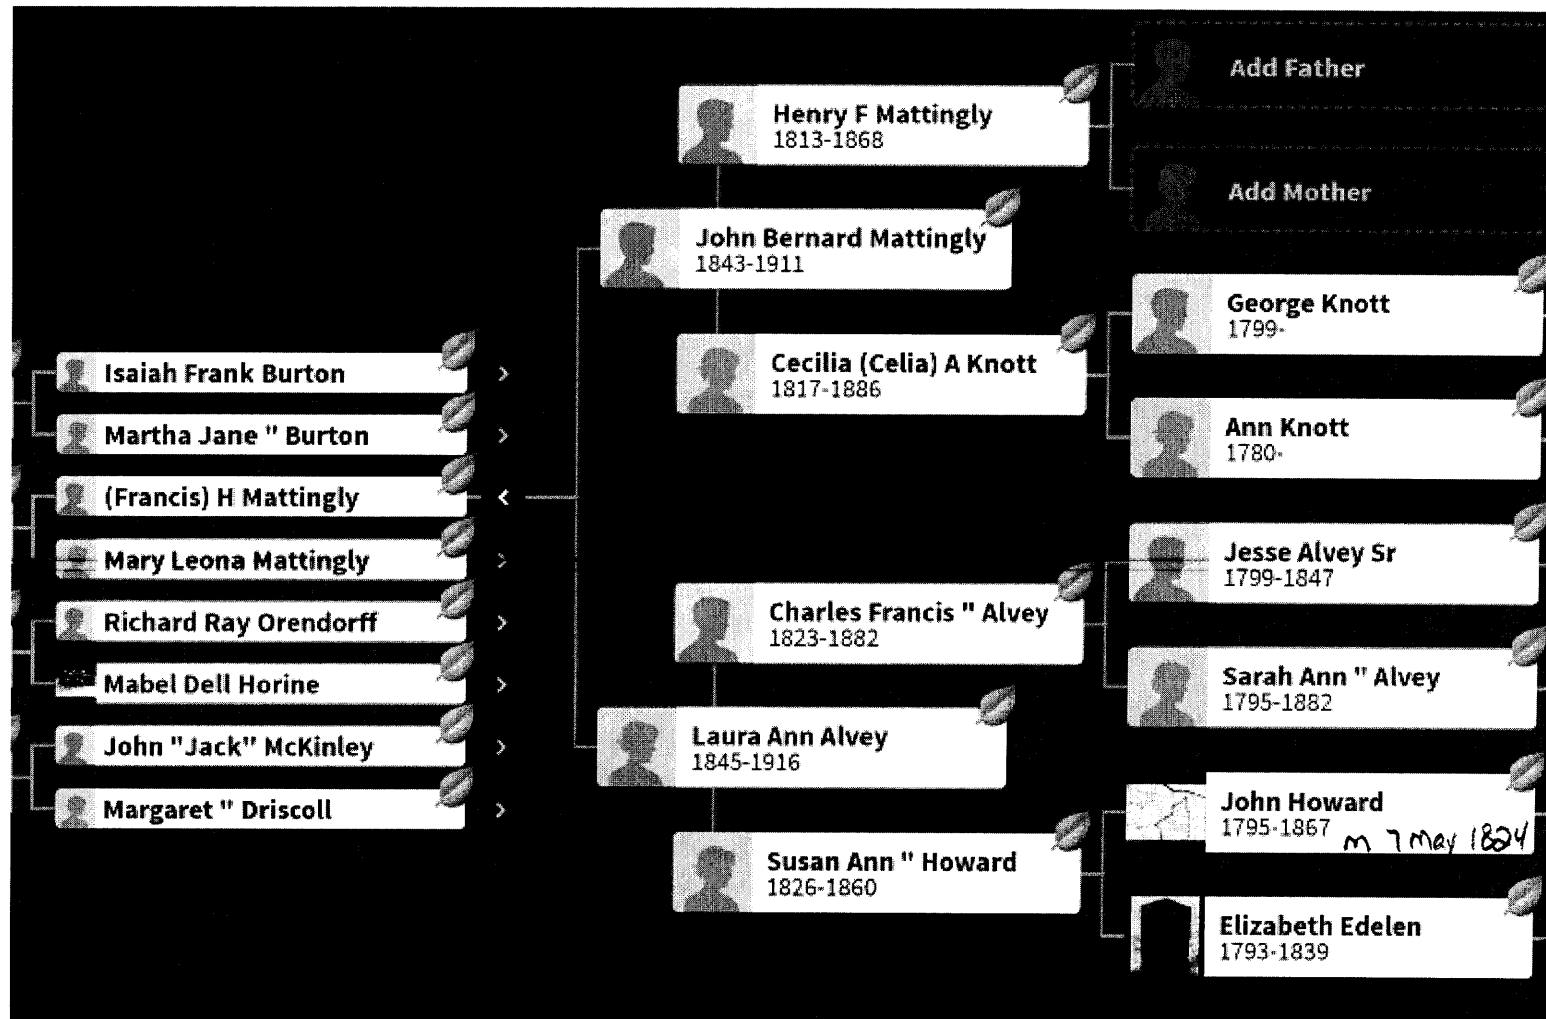 Add Father
Henry F Mattingly
1813-1868
Add Mother
John Bernard Mattingly
1843-1911
George Knott
1799-
Cecilia (Celia) A Knott
1817-1886
Ann Knott
1780-
Isaiah Frank Burton
Martha Jane " Burton
(Francis) H Mattingly
Mary Leona Mattingly
Richard Ray Orendorff
Mabel Dell Horine
John "Jack" McKinley
Margaret " Driscoll
Jesse Alvey Sr
1799-1847
Charles Francis " Alvey
1823-1882
Sarah Ann " Alvey
1795-1882
Laura Ann Alvey
1845-1916
John Howard
1795-1867
m 7 May 1824
Susan Ann " Howard
1826-1860
Elizabeth Edelen
1793-1839